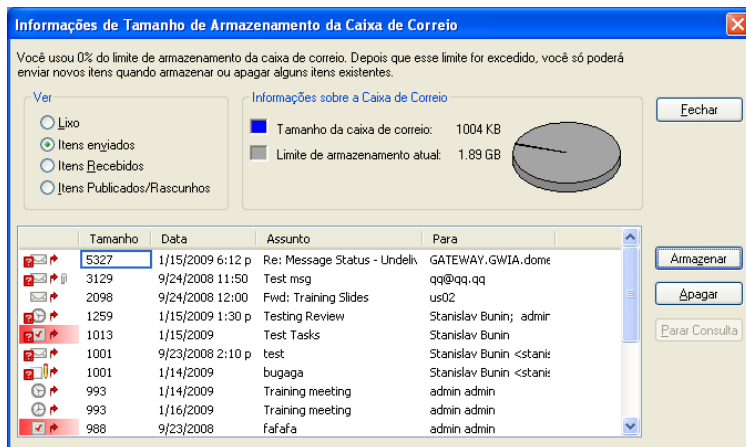 Informações de Tamanho de Armazenamento da Caixa de Correio
Você usou 0% do limite de armazenamento da caixa de correio. Depois que esse limite for excedido, você só poderá
enviar novos itens quando armazenar ou apagar alguns itens existentes.
Ver
Lixo
Itens enviados
Itens Recebidos
Itens Publicados/Rascunhos
Informações sobre a Caixa de Correio
Tamanho da caixa de correio: 1004 KB
Limite de armazenamento atual: 1.89 GB
Fechar
Tamanho Data Assunto Para
5327 1/15/2009 6:12 p Re: Message Status - Undeliv GATEWAY.GWIA.dome
3129 9/24/2008 11:50 Test msg qq@qq.qq
2098 9/24/2008 12:00 Fwd: Training Slides us02
1259 1/15/2009 1:30 p Testing Review Stanislav Bunin; admin
1013 1/15/2009 Test Tasks Stanislav Bunin
1001 9/23/2008 2:10 p test Stanislav Bunin <stanis
1001 1/14/2009 bugaga Stanislav Bunin <stanis
993 1/14/2009 Training meeting admin admin
993 1/16/2009 Training meeting admin admin
988 9/23/2008 fafafa admin admin
Armazenar
Apagar
Parar Consulta